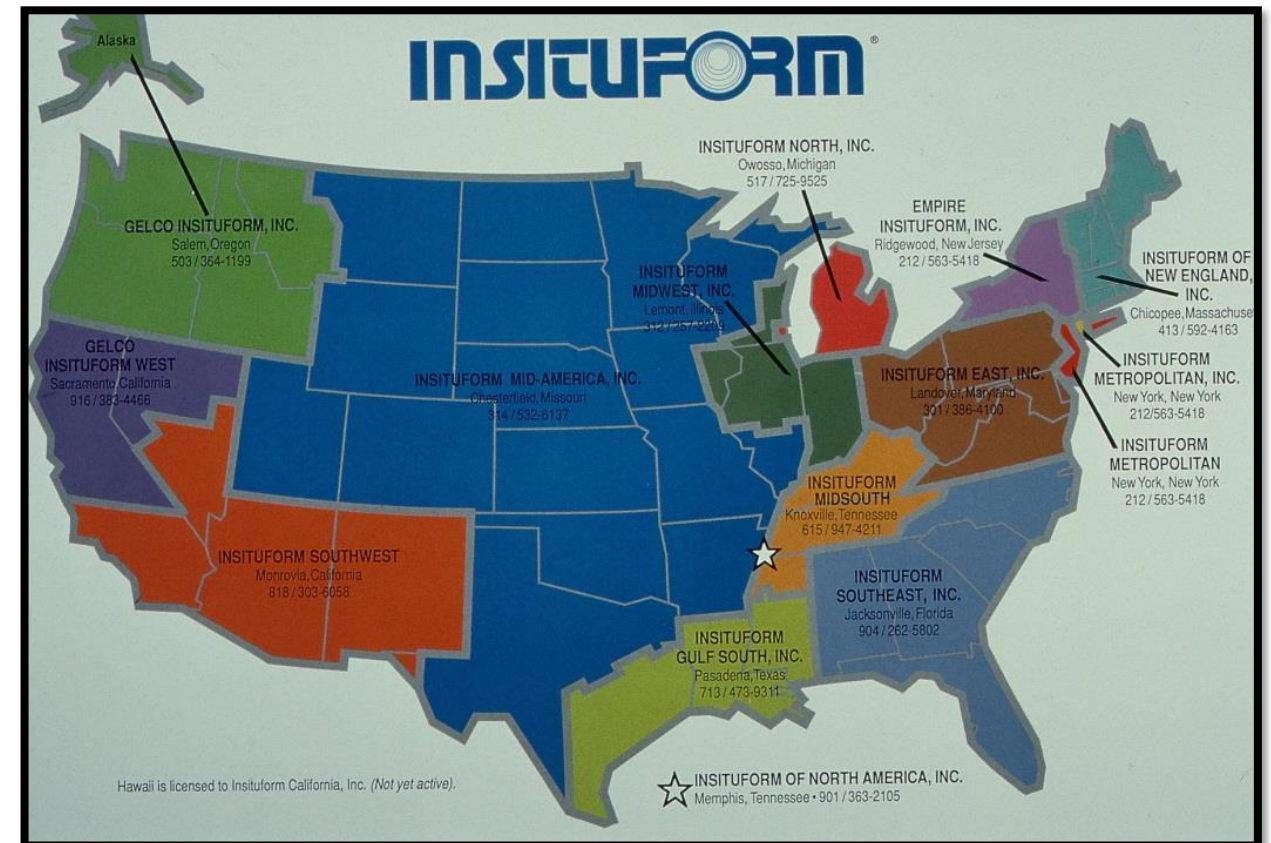 Alaska
INSITUFORM®
INSITUFORM NORTH, INC.
Owosso, Michigan
517 / 725-9525
EMPIRE
INSITUFORM, INC.
Ridgewood, New Jersey
212 / 563-5418
GELCO INSITUFORM, INC.
Salem, Oregon
503 / 364-1199
INSITUFORM OF
NEW ENGLAND,
INC.
Chicopee, Massachuse
413 / 592-4163
INSITUFORM
MIDWEST, INC.
Lemont, Illinois
312 / 257-2209
GELCO
INSITUFORM WEST
Sacramento, California
916 / 383-4466
INSITUFORM MID-AMERICA, INC.
Chesterfield, Missouri
314 / 532-6137
INSITUFORM EAST, INC.
Landover, Maryland
301 / 386-4100
INSITUFORM
METROPOLITAN, INC.
New York, New York
212/563-5418
INSITUFORM
METROPOLITAN
New York, New York
212 / 563-5418
INSITUFORM
MIDSOUTH
Knoxville, Tennessee
615 / 947-4211
INSITUFORM SOUTHWEST
Monrovia, California
818 / 303-6058
INSITUFORM
SOUTHEAST, INC.
Jacksonville, Florida
904 / 262-5802
INSITUFORM
GULF SOUTH, INC.
Pasadena, Texas
713 / 473-9311
Hawaii is licensed to Insituform California, Inc. (Not yet active).
INSITUFORM OF NORTH AMERICA, INC.
Memphis, Tennessee • 901 / 363-2105